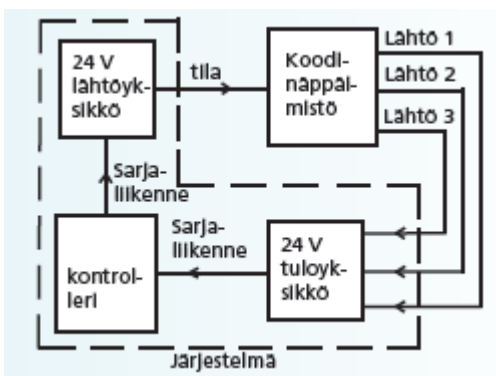 24 V
lähtöyk-
sikkö
tila
Koodi-
näppäi-
mistö
Lähtö 1
Lähtö 2
Lähtö 3
Sarja-
liikenne
Sarja-
liikenne
kontrol-
leri
24 V
tuloyk-
sikkö
Järjestelmä